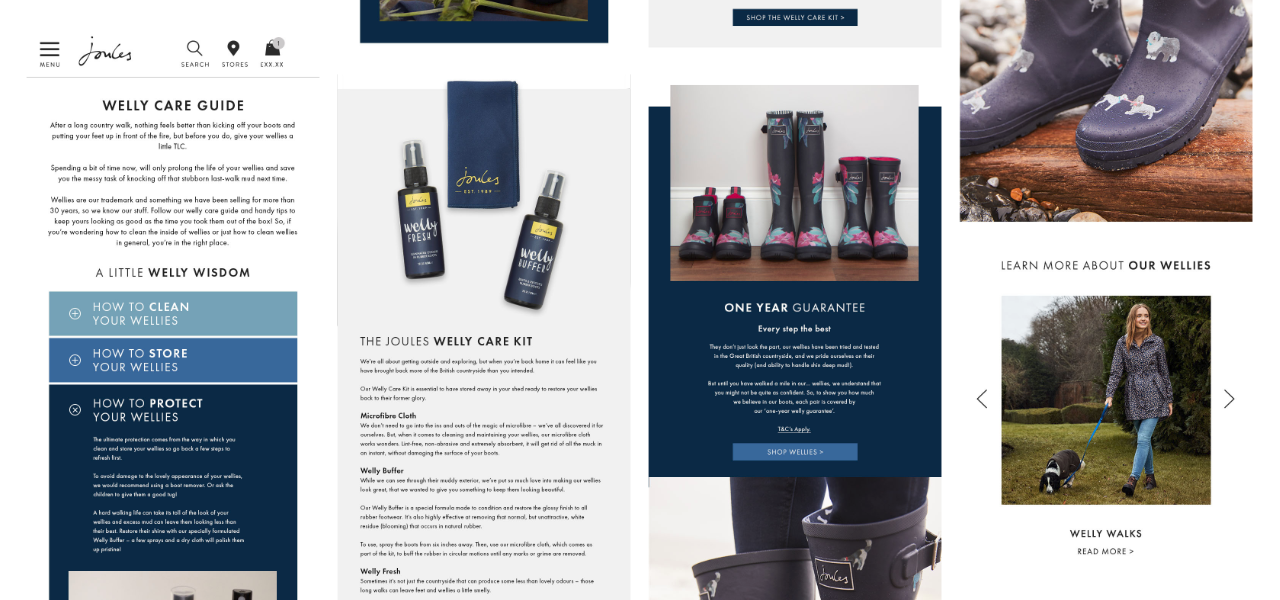 MENU
Joules
SEARCH
STORES
1
£XX.XX
WELLY CARE GUIDE
After a long country walk, nothing feels better than kicking off your boots and
putting your feet up in front of the fire, but before you do, give your wellies a
little TLC.
Spending a bit of time now, will only prolong the life of your wellies and save
you the messy task of knocking off that stubborn last-walk mud next time.
Wellies are our trademark and something we have been selling for more than
30 years, so we know our stuff. Follow our welly care guide and handy tips to
keep yours looking as good as the time you took them out of the box! So, if
you're wondering how to clean the inside of wellies or just how to clean wellies
in general, you're in the right place.
A LITTLE WELLY WISDOM
HOW TO CLEAN
YOUR WELLIES
HOW TO STORE
YOUR WELLIES
HOW TO PROTECT
YOUR WELLIES
The ultimate protection comes from the way in which you
clean and store your wellies so go back a few steps to
refresh first.
To avoid damage to the lovely appearance of your wellies,
we would recommend using a boot remover. Or ask the
children to give them a good tug!
A hard walking life can take its toll of the look of your
wellies and excess mud can leave them looking less than
their best. Restore their shine with our specially formulated
Welly Buffer – a few sprays and a dry cloth will polish them
up pristine!
Joules
EST. 1989
Joules
welly
FRESH
Joules
welly
BUFFER
THE JOULES WELLY CARE KIT
We're all about getting outside and exploring, but when you're back home it can feel like you
have brought back more of the British countryside than you intended.
Our Welly Care Kit is essential to have stored away in your shed ready to restore your wellies
back to their former glory.
Microfibre Cloth
We don't need to go into the ins and outs of the magic of microfibre – we've all discovered it for
ourselves. But, when it comes to cleaning and maintaining your wellies, our microfibre cloth
works wonders. Lint-free, non-abrasive and extremely absorbent, it will get rid of all the muck in
an instant, without damaging the surface of your boots.
Welly Buffer
While we can see through their muddy exterior, we've put so much love into making our wellies
look great, that we wanted to give you something to keep them looking beautiful.
Our Welly Buffer is a special formula made to condition and restore the glossy finish to all
rubber footwear. It's also highly effective at removing that normal, but unattractive, white
residue (blooming) that occurs in natural rubber.
To use, spray the boots from six inches away. Then, use our microfibre cloth, which comes as
part of the kit, to buff the rubber in circular motions until any marks or grime are removed.
Welly Fresh
Sometimes it's not just the countryside that can produce some less than lovely odours – those
long walks can leave feet and wellies a little smelly.
SHOP THE WELLY CARE KIT >
ONE YEAR GUARANTEE
Every step the best
They don't just look the part, our wellies have been tried and tested
in the Great British countryside, and we pride ourselves on their
quality (and ability to handle shin deep mud!).
But until you have walked a mile in our... wellies, we understand that
you might not be quite as confident. So, to show you how much
we believe in our boots, each pair is covered by
our 'one-year welly guarantee'.
T&C's Apply
SHOP WELLIES >
Joules
LEARN MORE ABOUT OUR WELLIES
WELLY WALKS
READ MORE >